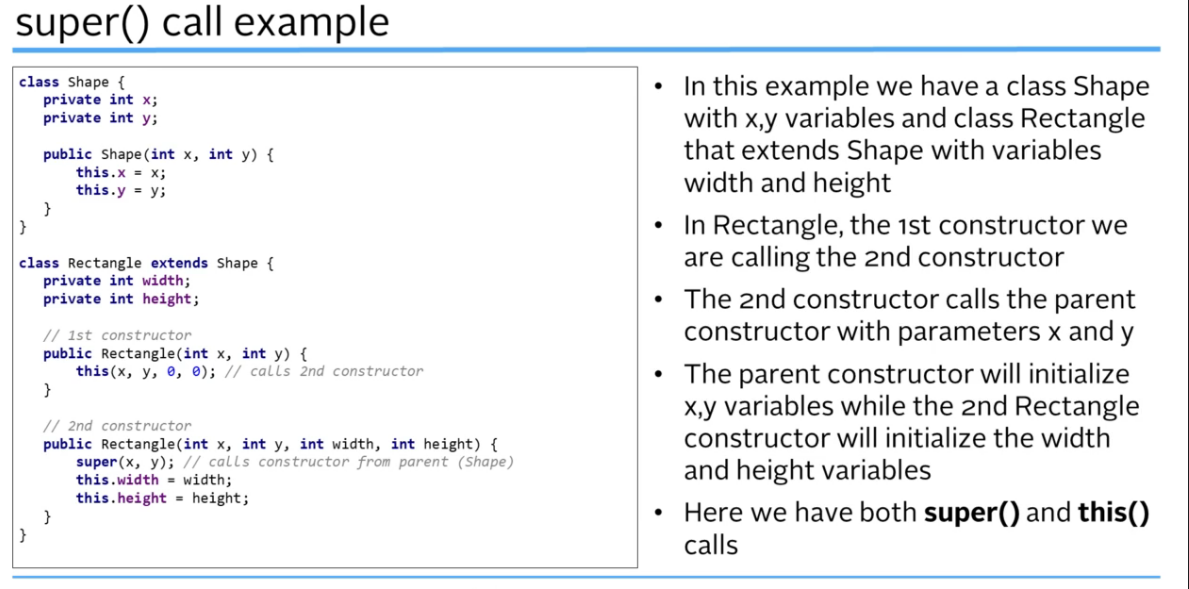 super() call example
class Shape {
private int x;
private int y;
public Shape(int x, int y) {
this.x = x;
this.y = y;
}
}
class Rectangle extends Shape {
private int width;
private int height;
// 1st constructor
public Rectangle(int x, int y) {
this(x, y, 0, 0); // calls 2nd constructor
}
// 2nd constructor
public Rectangle(int x, int y, int width, int height) {
super(x, y); // calls constructor from parent (Shape)
this.width = width;
this.height = height;
}
}
• In this example we have a class Shape
with x,y variables and class Rectangle
that extends Shape with variables
width and height
• In Rectangle, the 1st constructor we
are calling the 2nd constructor
• The 2nd constructor calls the parent
constructor with parameters x and y
• The parent constructor will initialize
x,y variables while the 2nd Rectangle
constructor will initialize the width
and height variables
• Here we have both super() and this()
calls